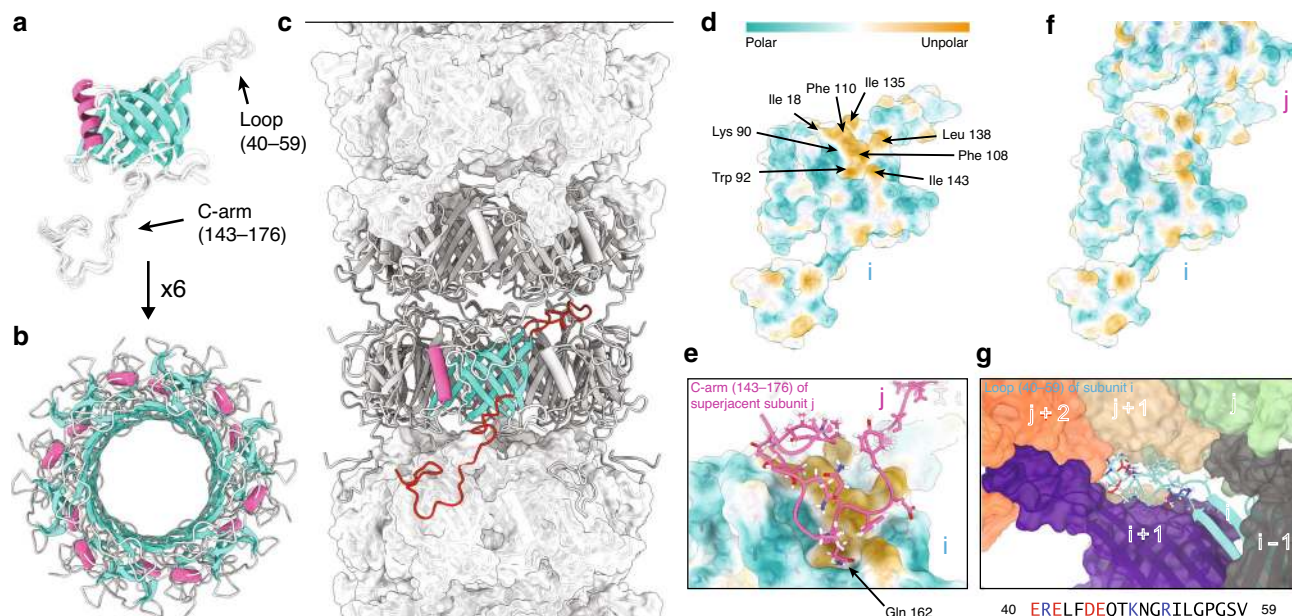 a
Loop
(40–59)
C-arm
(143–176)
x6
b
c
d
Polar
Unpolar
Phe 110
Ile 135
Ile 18
Lys 90
Leu 138
Phe 108
Trp 92
Ile 143
i
e
C-arm (143–176) of
superjacent subunit j
j
i
Gln 162
f
j
i
g
Loop (40–59) of subunit i
j + 2
j + 1
j
i + 1
i
i – 1
40 ERELFDEOTKNGRILGPGSV 59